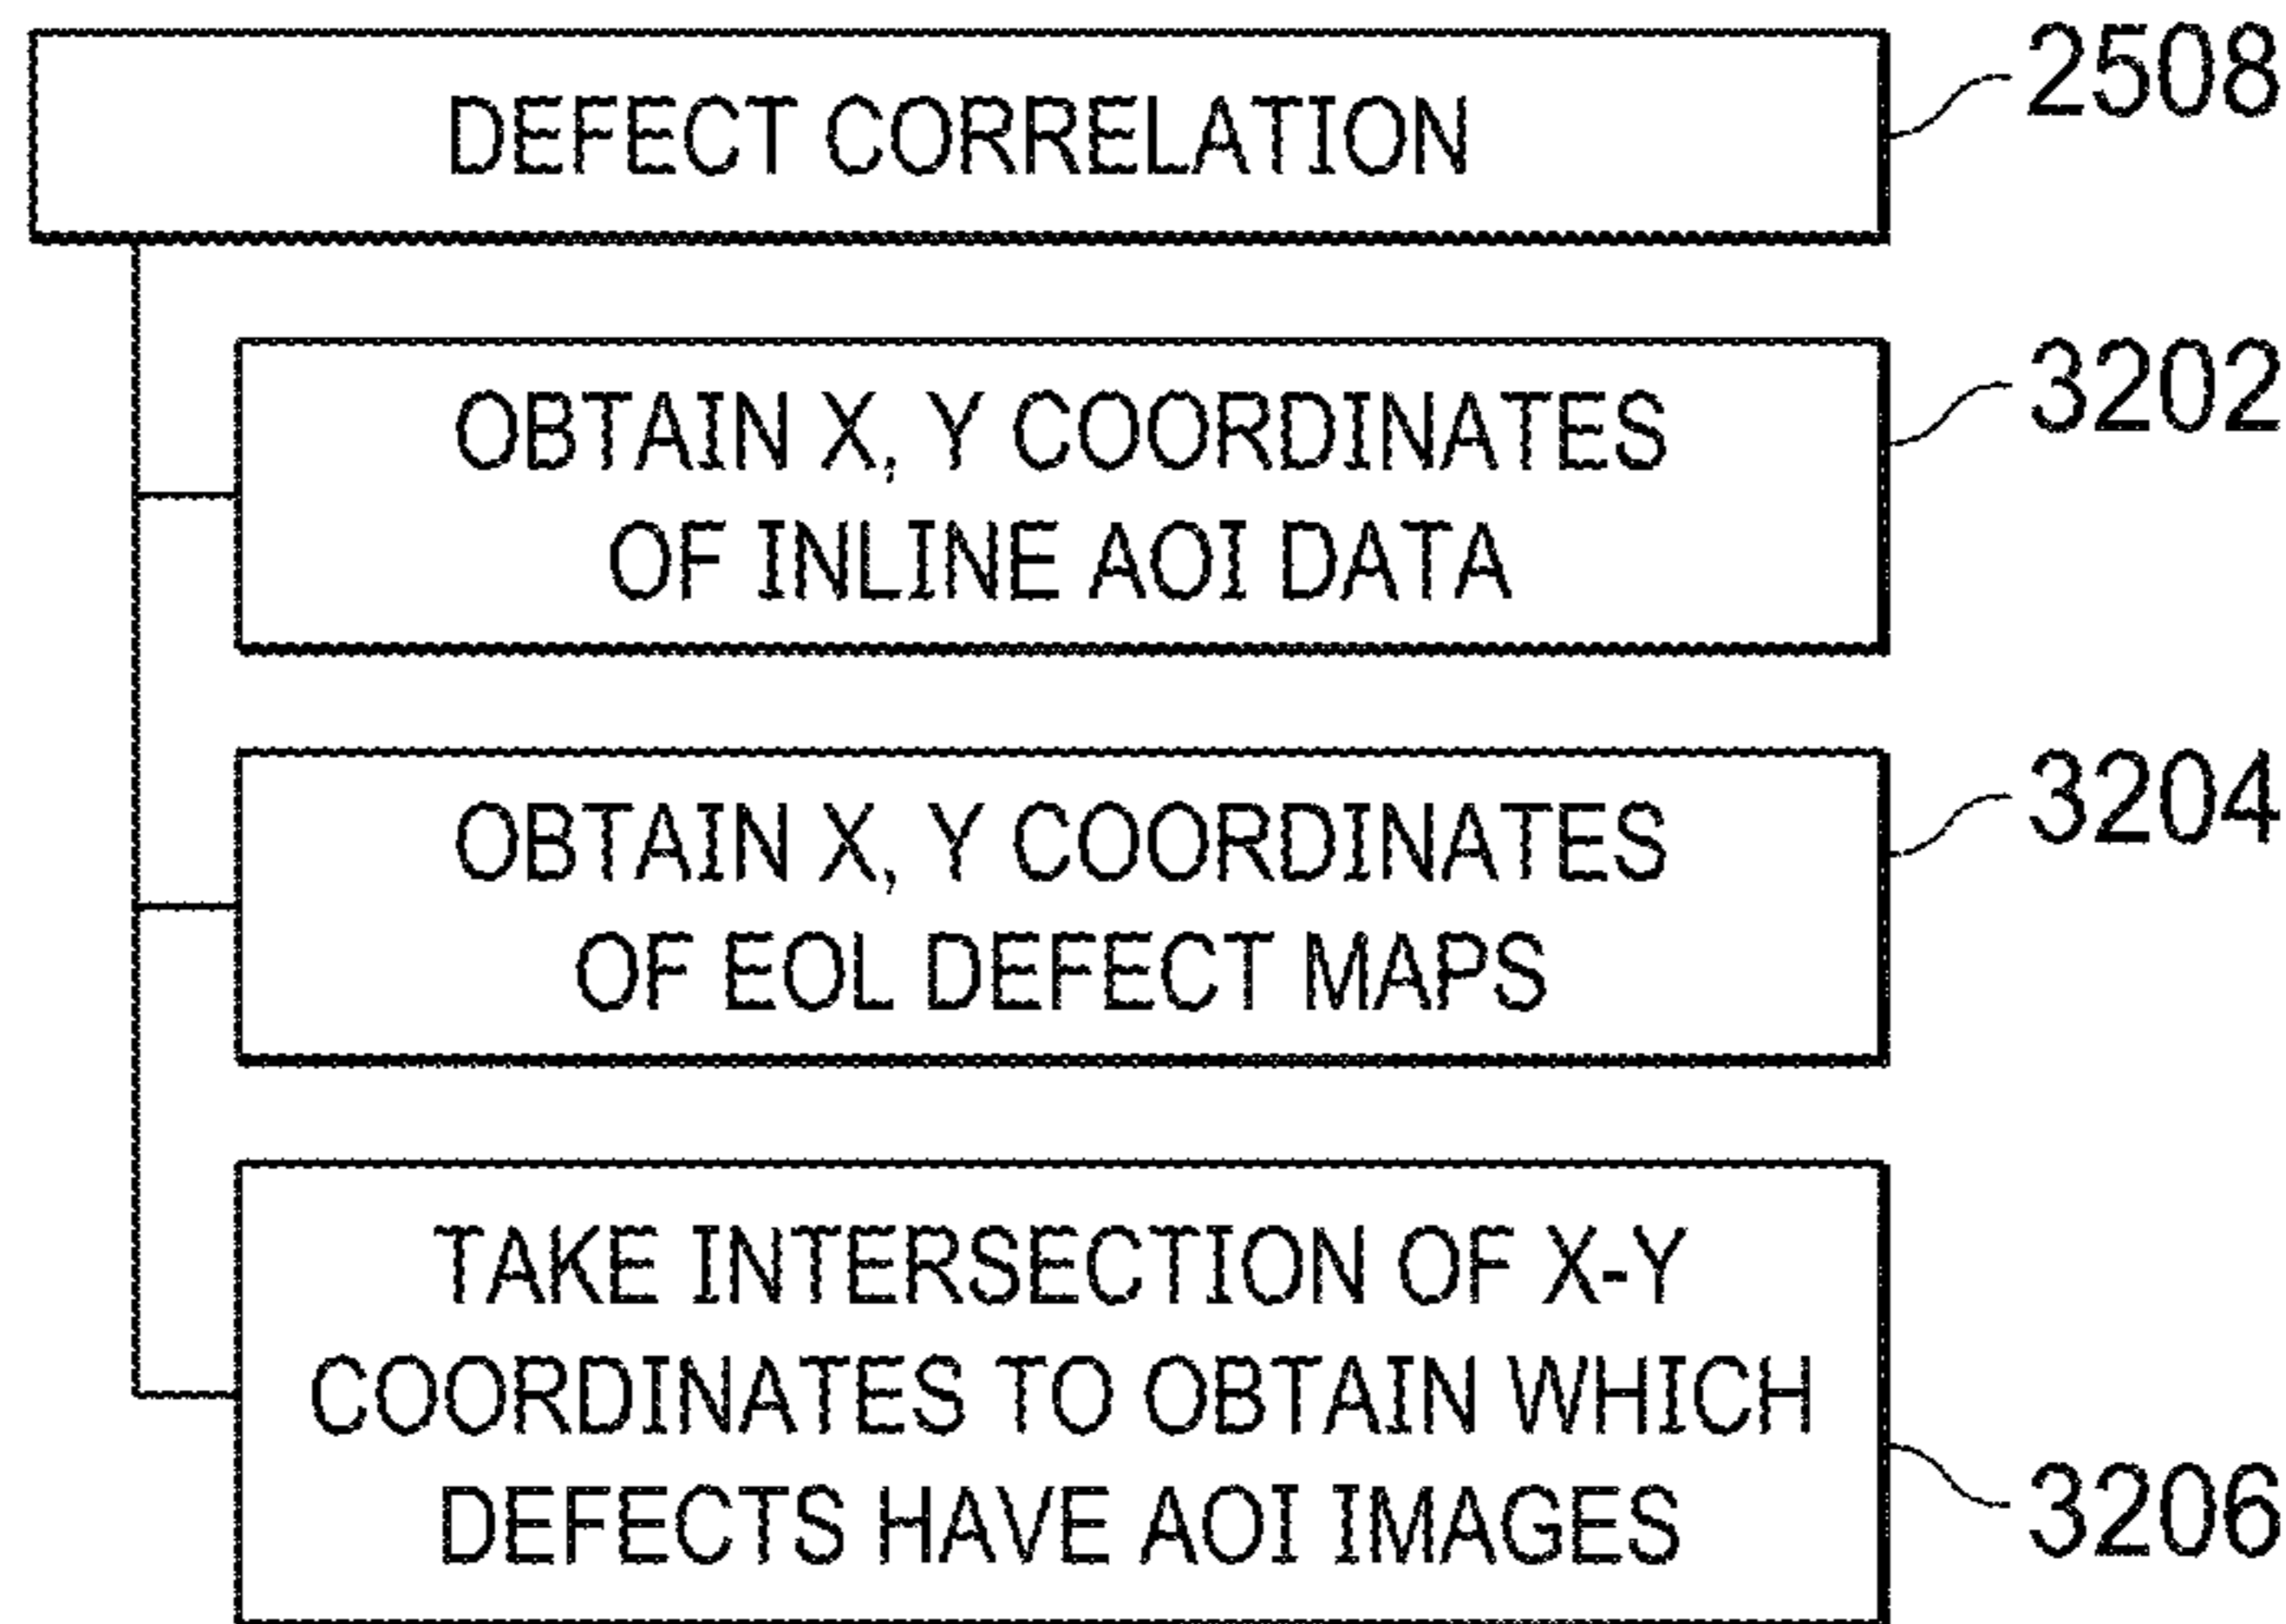 DEFECT CORRELATION
2508
OBTAIN X, Y COORDINATES
OF INLINE AOI DATA
3202
OBTAIN X, Y COORDINATES
OF EOL DEFECT MAPS
3204
TAKE INTERSECTION OF X-Y
COORDINATES TO OBTAIN WHICH
DEFECTS HAVE AOI IMAGES
3206